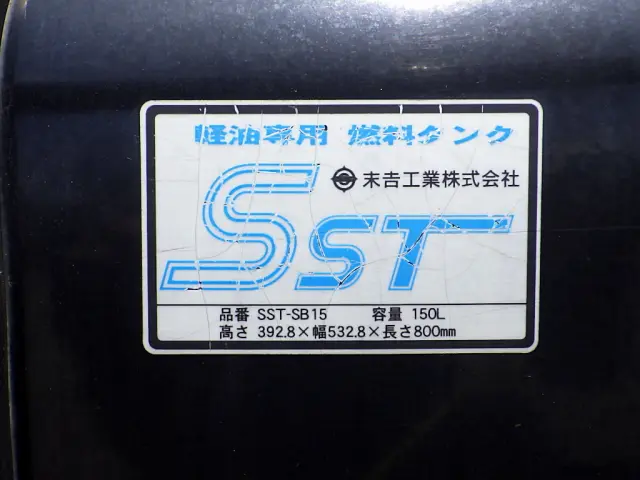 軽油専用 燃料タンク
末吉工業株式会社
SST
品番 SST-SB15 容量 150L
高さ 392.8×幅532.8×長さ800mm